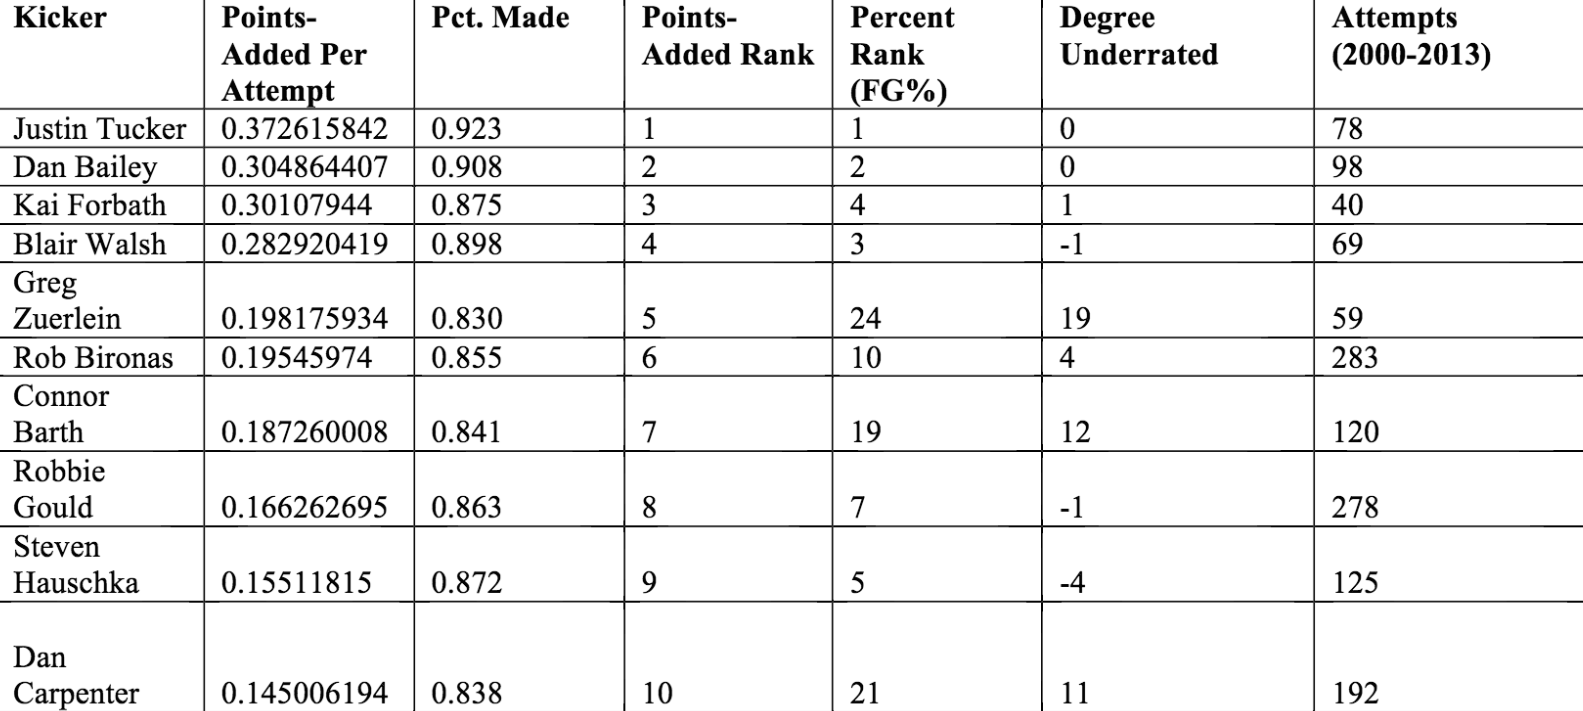 Kicker Points-Added Per Attempt Pct. Made Points-Added Rank Percent Rank (FG%) Degree Underrated Attempts (2000-2013)
Justin Tucker 0.372615842 0.923 1 1 0 78
Dan Bailey 0.304864407 0.908 2 2 0 98
Kai Forbath 0.30107944 0.875 3 4 1 40
Blair Walsh 0.282920419 0.898 4 3 -1 69
Greg Zuerlein 0.198175934 0.830 5 24 19 59
Rob Bironas 0.19545974 0.855 6 10 4 283
Connor Barth 0.187260008 0.841 7 19 12 120
Robbie Gould 0.166262695 0.863 8 7 -1 278
Steven Hauschka 0.15511815 0.872 9 5 -4 125
Dan Carpenter 0.145006194 0.838 10 21 11 192